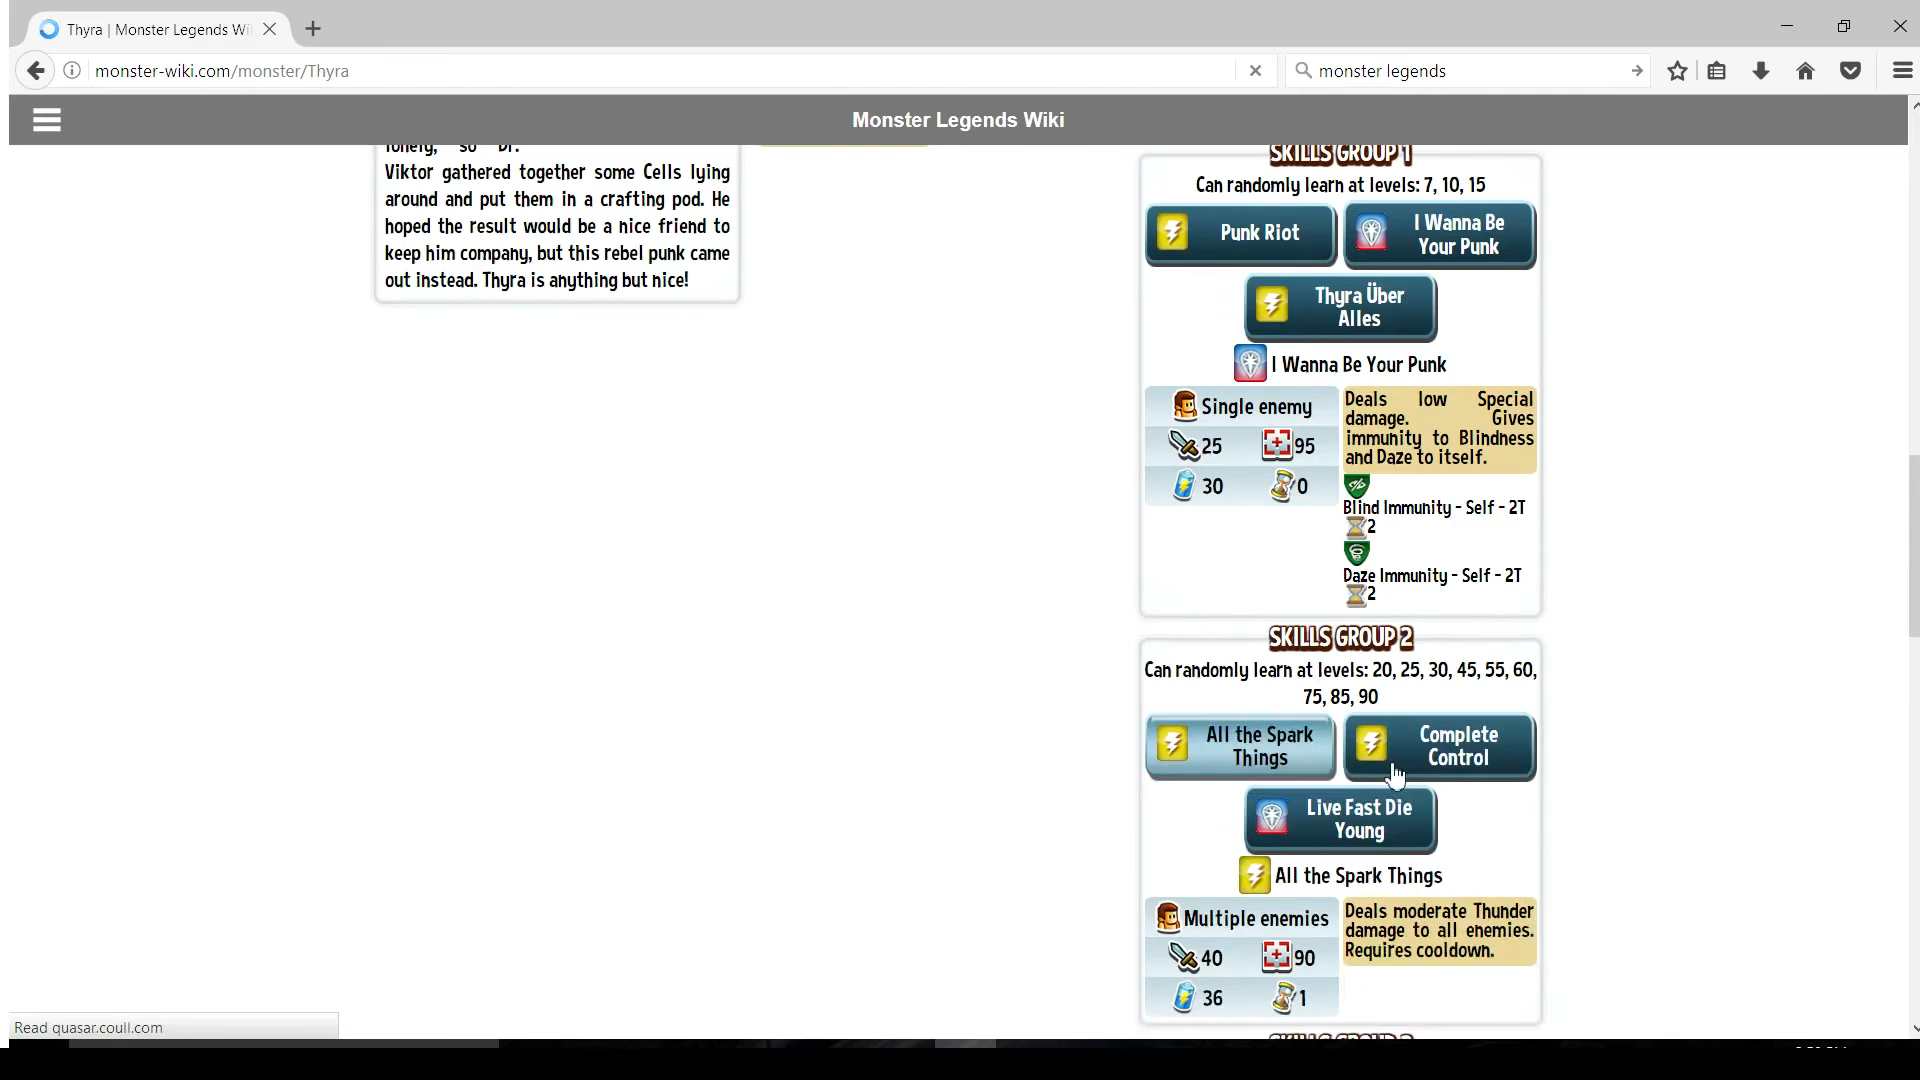 Thyra | Monster Legends Wi
monster-wiki.com/monster/Thyra
monster legends
Monster Legends Wiki
lonely, so Dr.
Viktor gathered together some Cells lying
around and put them in a crafting pod. He
hoped the result would be a nice friend to
keep him company, but this rebel punk came
out instead. Thyra is anything but nice!
SKILLS GROUP 1
Can randomly learn at levels: 7, 10, 15
Punk Riot
I Wanna Be
Your Punk
Thyra Über
Alles
I Wanna Be Your Punk
Single enemy
25
95
30
0
Deals low Special
damage. Gives
immunity to Blindness
and Daze to itself.
Blind Immunity - Self - 2T
2
Daze Immunity - Self - 2T
2
SKILLS GROUP 2
Can randomly learn at levels: 20, 25, 30, 45, 55, 60,
75, 85, 90
All the Spark
Things
Complete
Control
Live Fast Die
Young
All the Spark Things
Multiple enemies
40
90
36
1
Deals moderate Thunder
damage to all enemies.
Requires cooldown.
SKILLS GROUP 3
Read quasar.coull.com